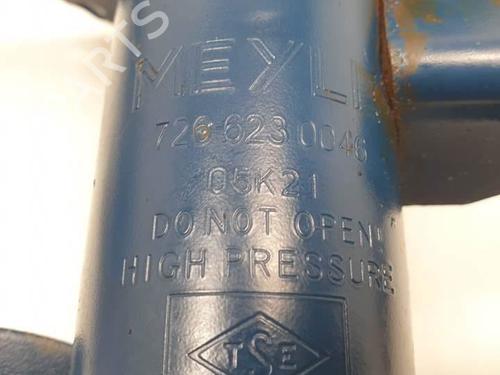 MEYLE
726 623 0046
05K21
DO NOT OPEN
HIGH PRESSURE
TSE